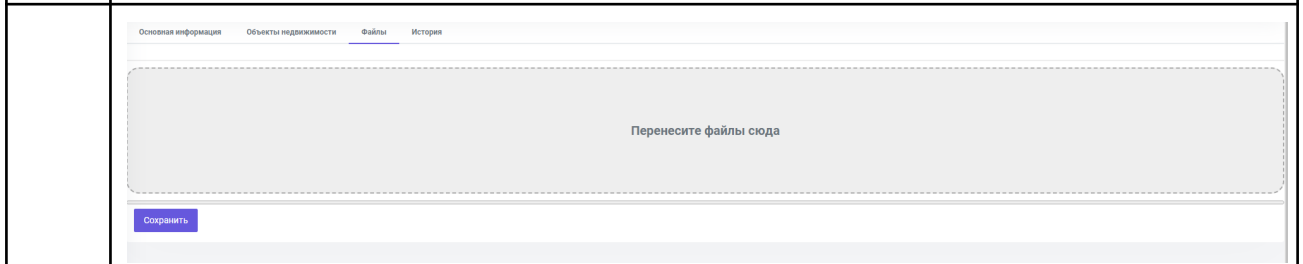 Основная информация Объекты недвижимости Файлы История
Перенесите файлы сюда
Сохранить